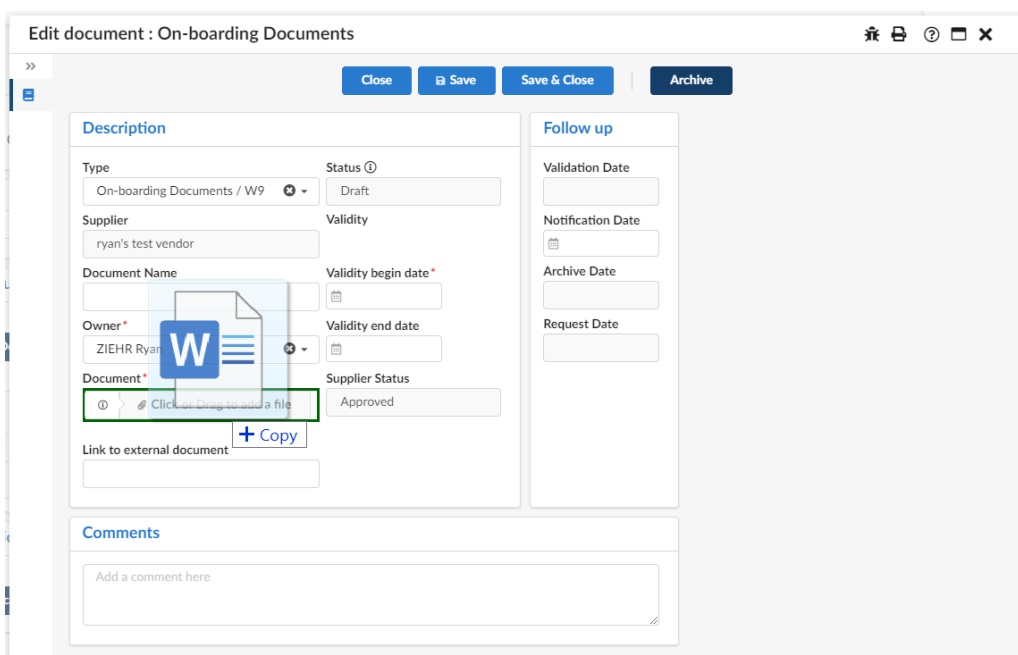 Edit document : On-boarding Documents
Close
Save
Save & Close
Archive
Description
Type
On-boarding Documents / W9
Status
Draft
Supplier
ryan's test vendor
Validity
Document Name
Validity begin date*
Owner*
ZIEHR Ryan
Validity end date
Document*
Click or Drag to add a file
Supplier Status
Approved
W
+ Copy
Link to external document
Follow up
Validation Date
Notification Date
Archive Date
Request Date
Comments
Add a comment here